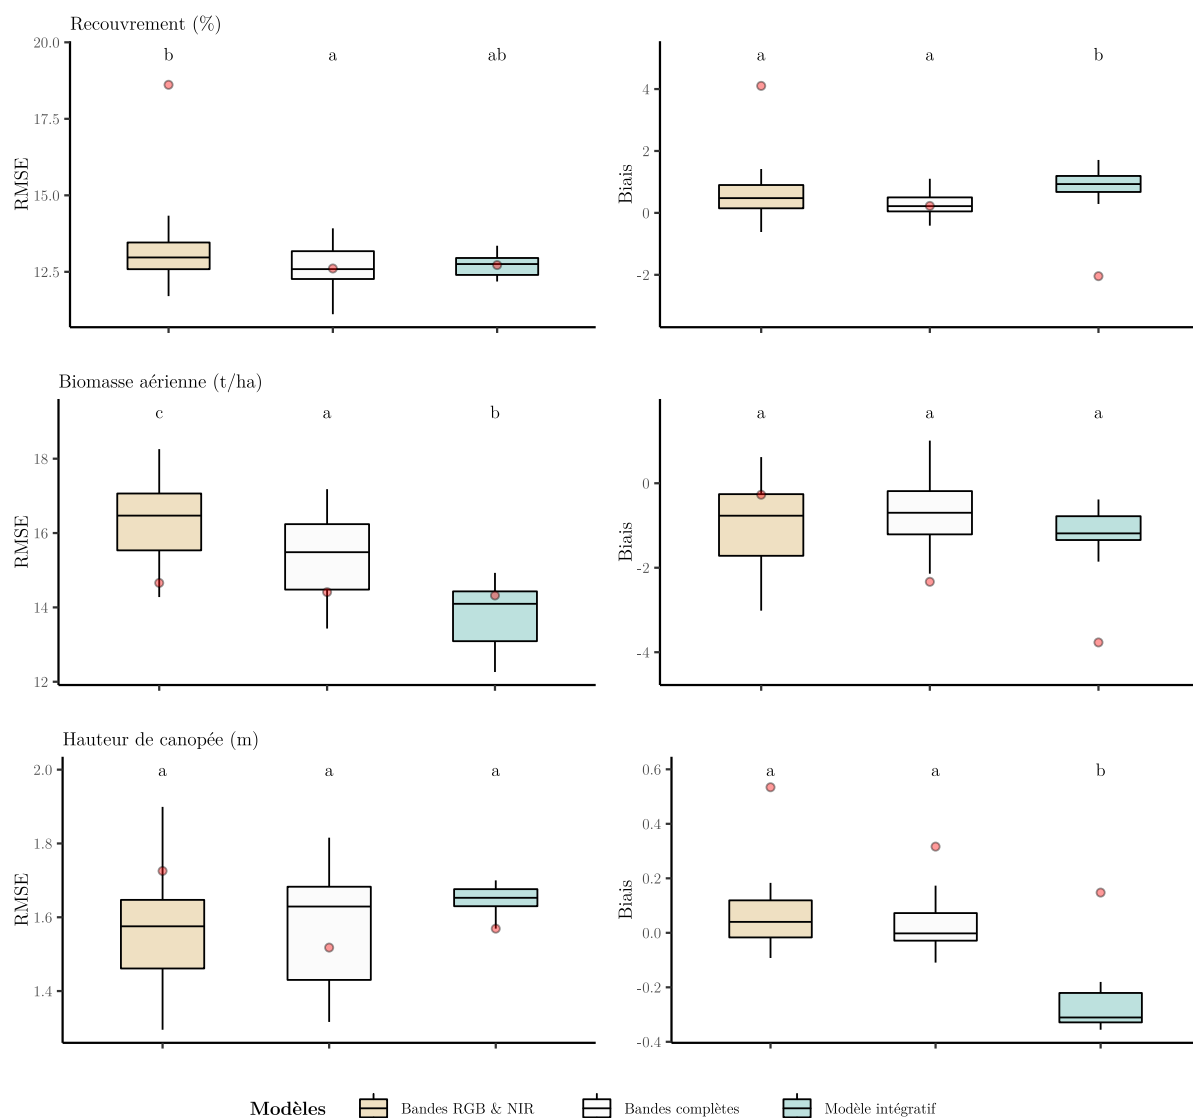 Recouvrement (%)
20.0
17.5
15.0
12.5
RMSE
b a ab
4
2
0
-2
Biais
a a b
Biomasse aérienne (t/ha)
18
16
14
12
RMSE
c a b
0
-2
-4
Biais
a a a
Hauteur de canopée (m)
2.0
1.8
1.6
1.4
RMSE
a a a
0.6
0.4
0.2
0.0
-0.2
-0.4
Biais
a a b
Modèles Bandes RGB & NIR Bandes complètes Modèle intégratif